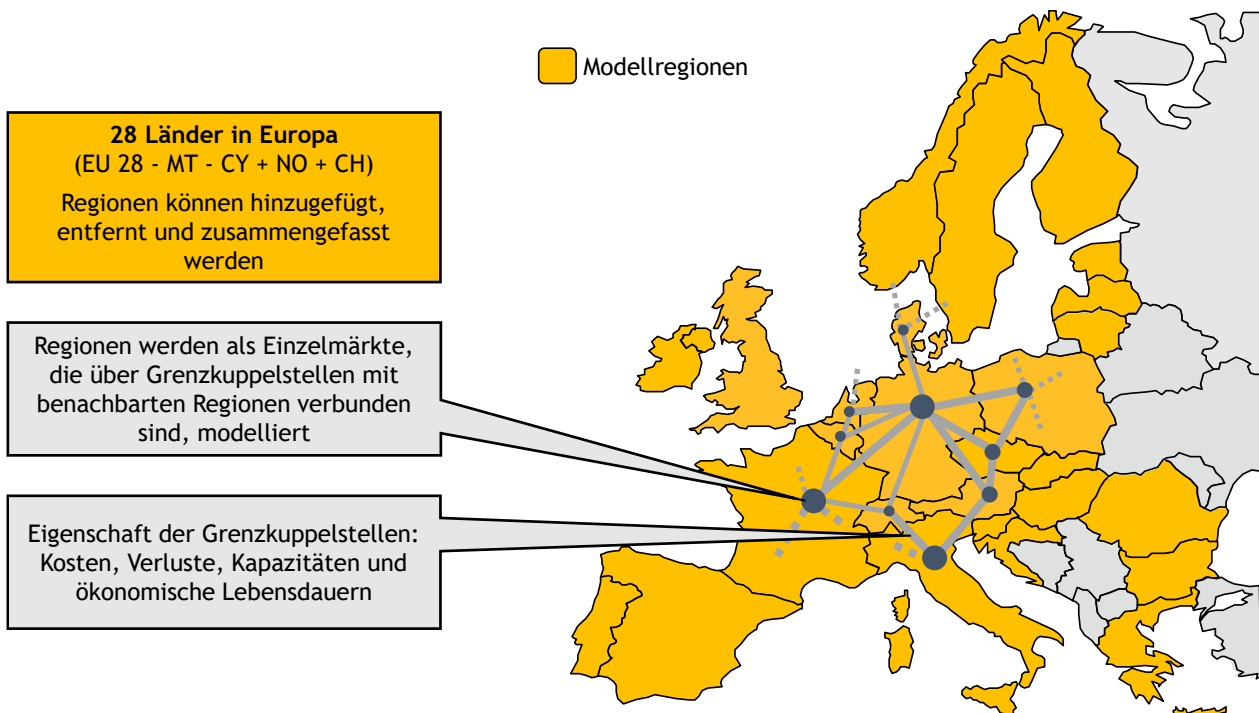 Modellregionen
28 Länder in Europa
(EU 28 - MT - CY + NO + CH)
Regionen können hinzugefügt,
entfernt und zusammengefasst
werden
Regionen werden als Einzelmärkte,
die über Grenzkuppelstellen mit
benachbarten Regionen verbunden
sind, modelliert
Eigenschaft der Grenzkuppelstellen:
Kosten, Verluste, Kapazitäten und
ökonomische Lebensdauern